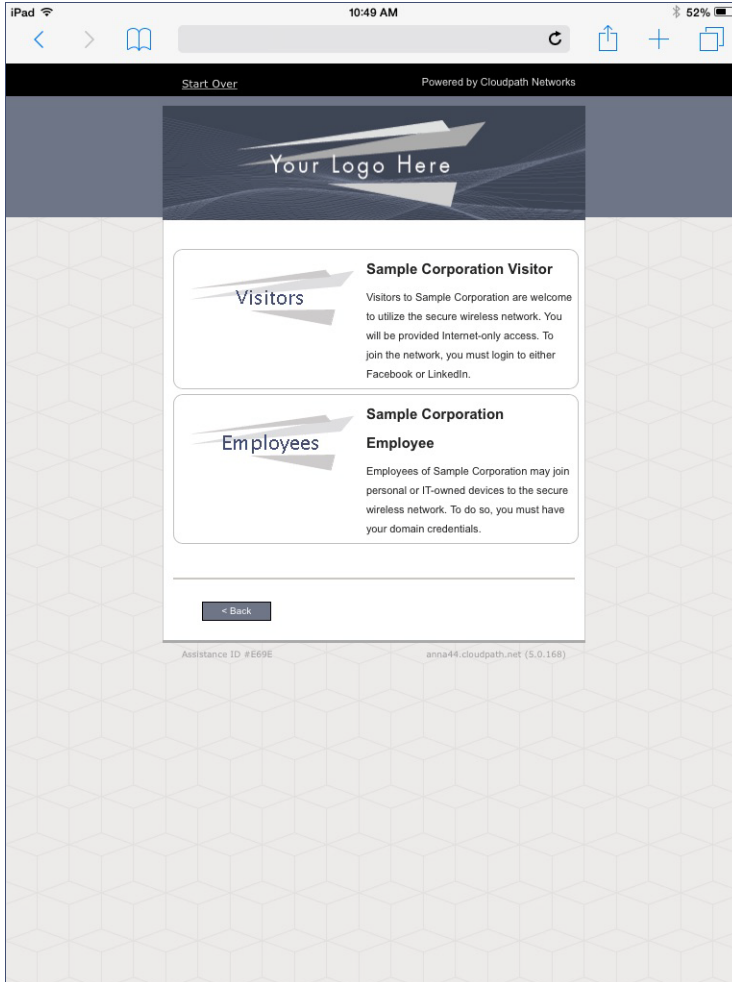 iPad 10:49 AM 52%
Start Over Powered by Cloudpath Networks
Your Logo Here
Visitors
Sample Corporation Visitor
Visitors to Sample Corporation are welcome
to utilize the secure wireless network. You
will be provided Internet-only access. To
join the network, you must login to either
Facebook or LinkedIn.
Employees
Sample Corporation
Employee
Employees of Sample Corporation may join
personal or IT-owned devices to the secure
wireless network. To do so, you must have
your domain credentials.
< Back
Assistance ID #E69E anna44.cloudpath.net (5.0.168)